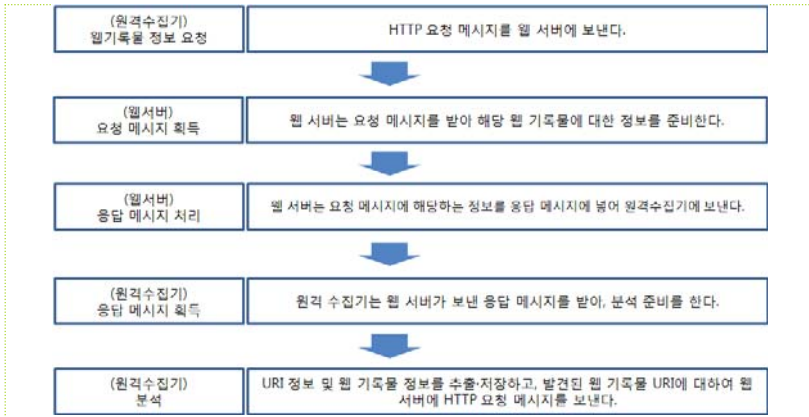 (원격수집기)
웹기록물 정보 요청
HTTP 요청 메시지를 웹 서버에 보낸다.
(웹서버)
요청 메시지 획득
웹 서버는 요청 메시지를 받아 해당 웹 기록물에 대한 정보를 준비한다.
(웹서버)
응답 메시지 처리
웹 서버는 요청 메시지에 해당하는 정보를 응답 메시지에 넣어 원격수집기에 보낸다.
(원격수집기)
응답 메시지 획득
원격 수집기는 웹 서버가 보낸 응답 메시지를 받아, 분석 준비를 한다.
(원격수집기)
분석
URI 정보 및 웹 기록물 정보를 추출·저장하고, 발견된 웹 기록물 URI에 대하여 웹
서버에 HTTP 요청 메시지를 보낸다.